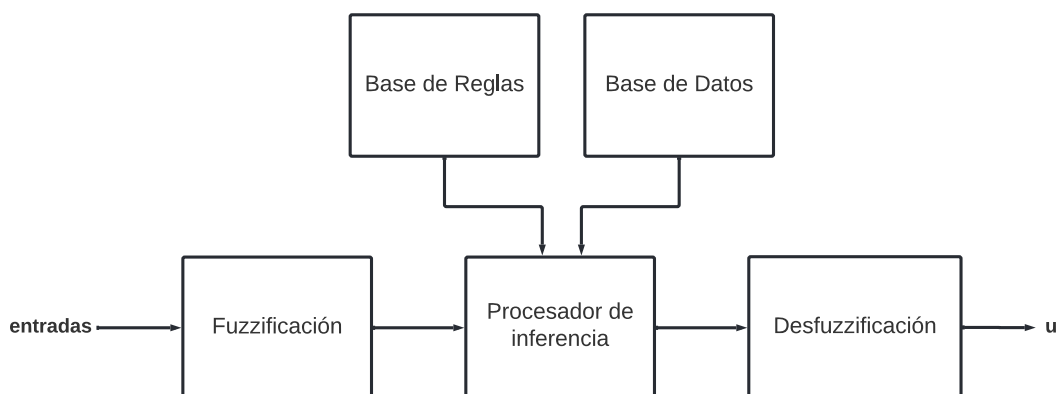 Base de Reglas
Base de Datos
entradas
Fuzzificación
Procesador de
inferencia
Desfuzzificación
u